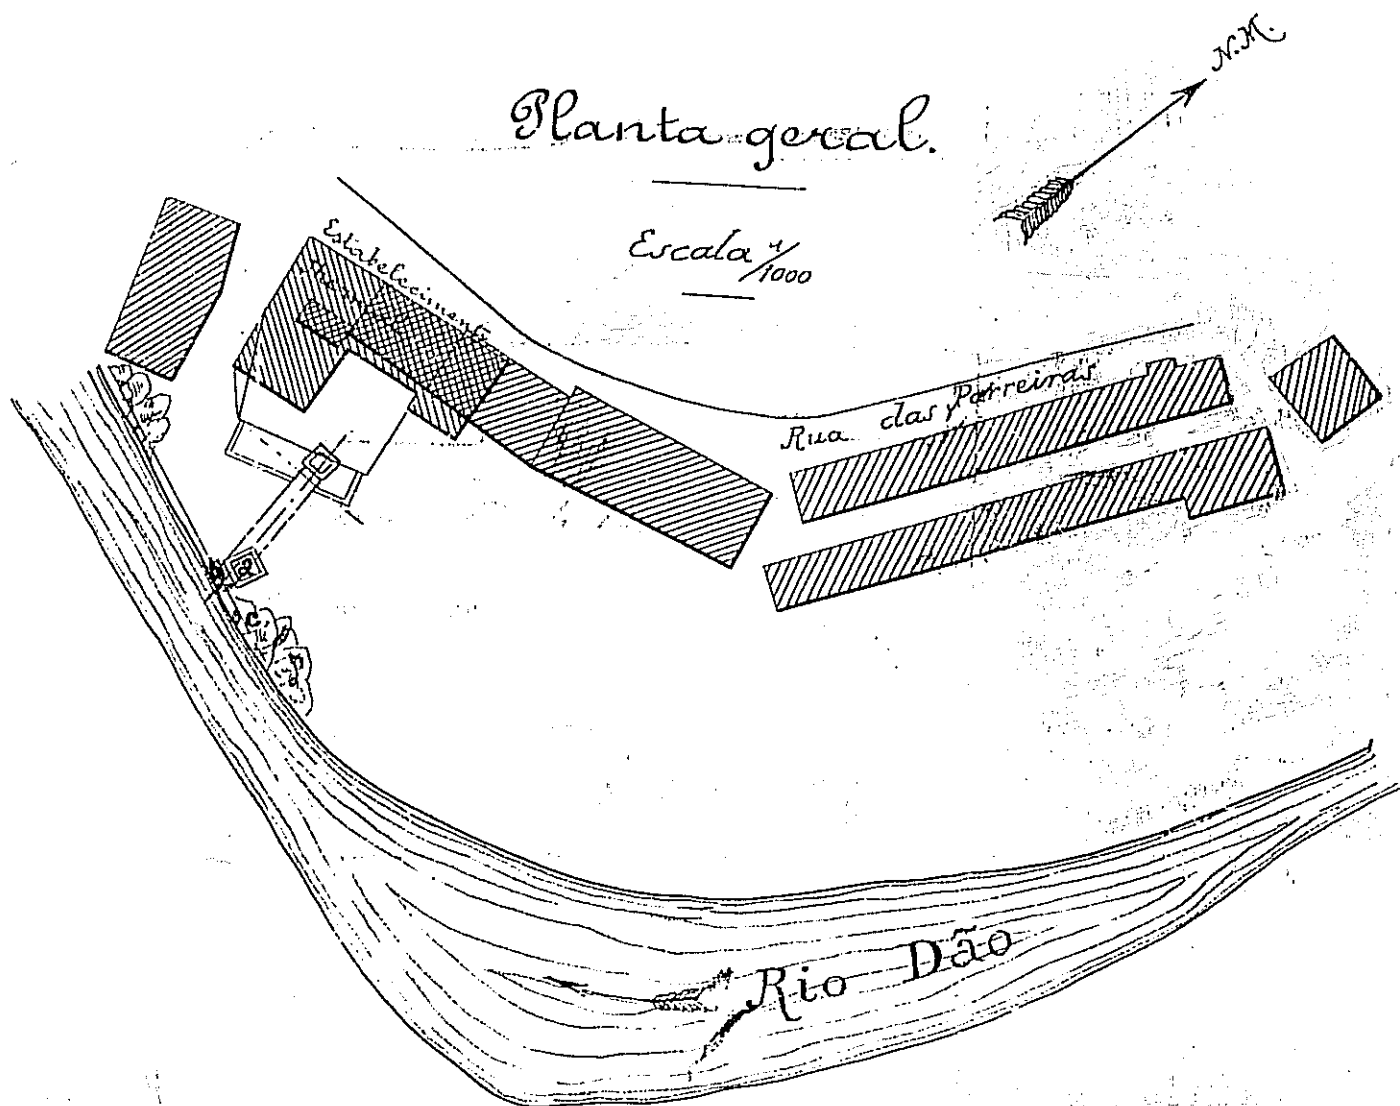 Planta geral.
N.M.
Escala 1/1000
Estabelecimento
Rua das Parreiras
a
b
c
Rio Dão